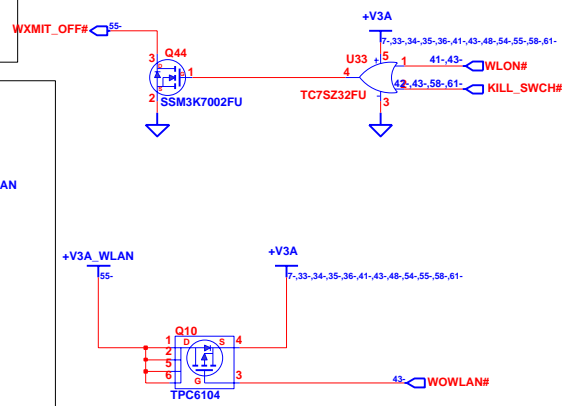 +V3A
WXMIT_OFF#
55-
Q44
3
1
2
SSM3K7002FU
7-,33-,34-,35-,36-,41-,43-,48-,54-,55-,58-,61-
U33
+
5
4
1
41-,43-
WLON#
TC7SZ32FU
2
42-,43-,58-,61-
KILL_SWCH#
-
3
AN
+V3A_WLAN
55-
+V3A
7-,33-,34-,35-,36-,41-,43-,48-,54-,55-,58-,61-
Q10
1
D
S
4
2
5
6
G
3
43-
WOWLAN#
TPC6104